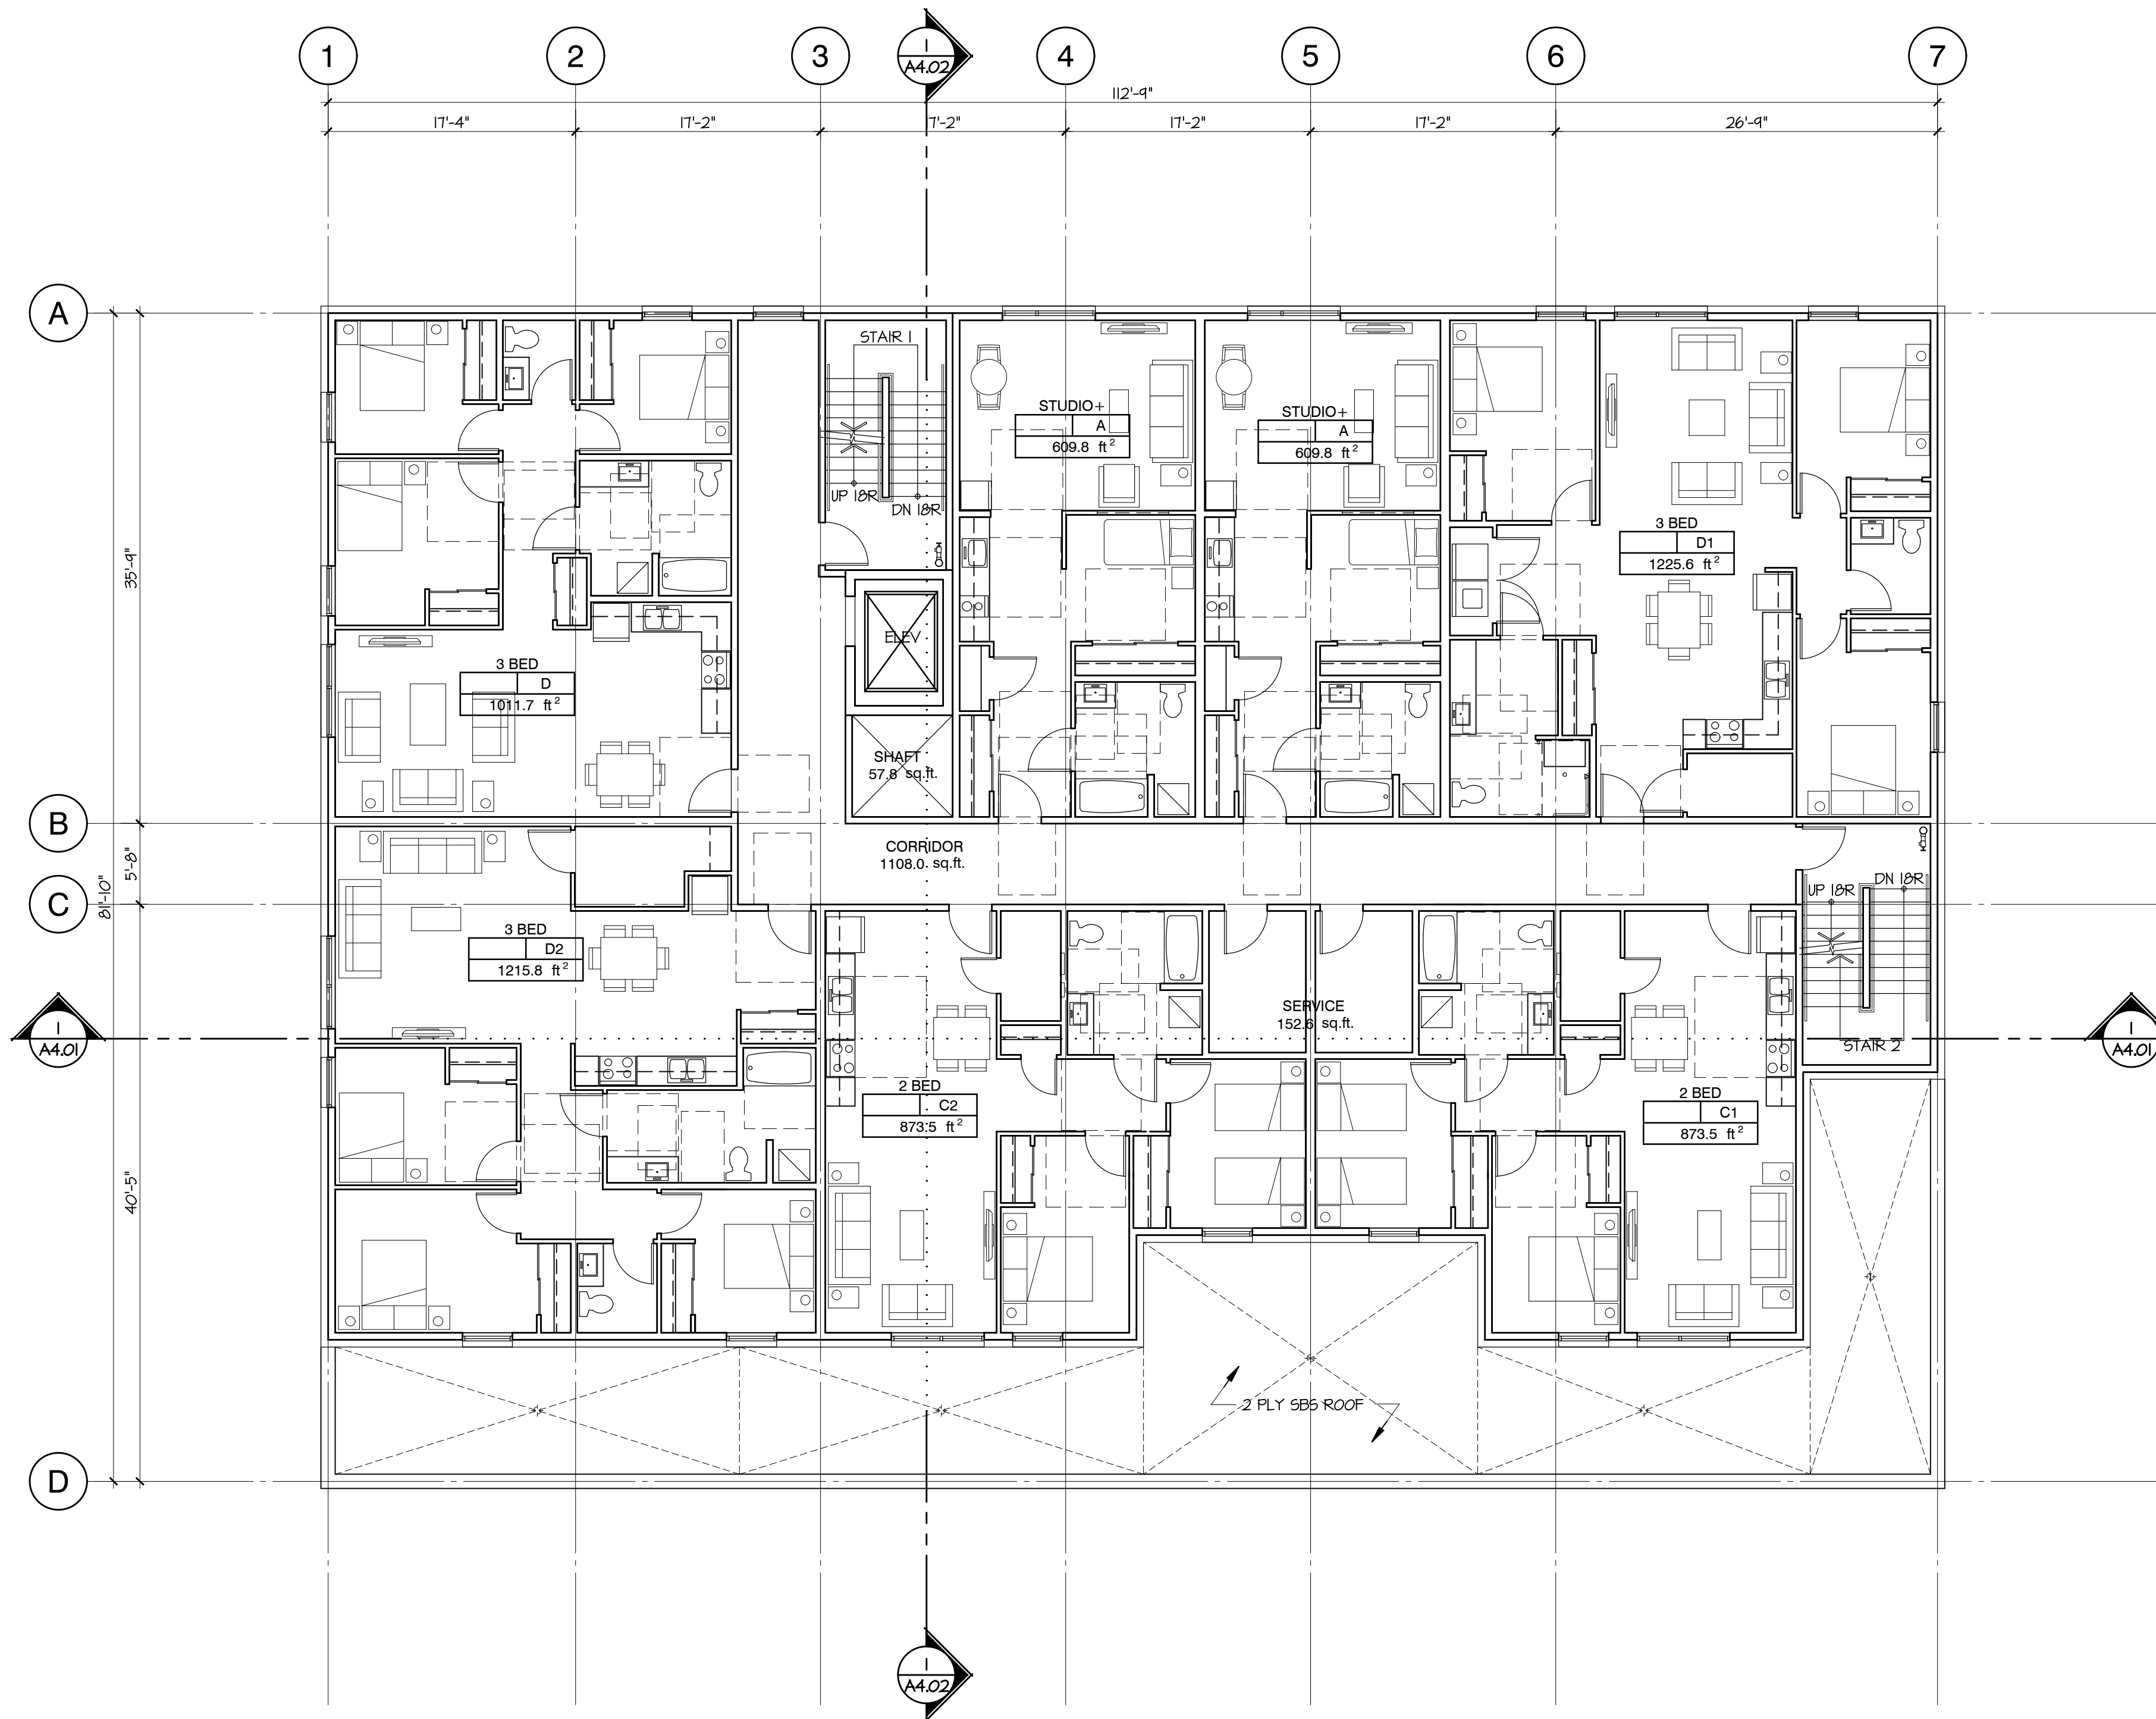 1 2 3 4 5 6 7
1
A4.02
112'-9"
17'-4" 17'-2" 7'-2" 17'-2" 17'-2" 26'-9"
A
STAIR 1
STUDIO+
A
609.8 ft²
STUDIO+
A
609.8 ft²
UP 18R
DN 18R
3 BED
D1
1225.6 ft²
35'-9"
ELEV
3 BED
D
1011.7 ft²
SHAFT
57.8 sq.ft.
B
CORRIDOR
1108.0 sq.ft.
5'-8"
81'-10"
C
UP 18R
DN 18R
3 BED
D2
1215.8 ft²
SERVICE
152.6 sq.ft.
1
A4.01
1
A4.01
STAIR 2
2 BED
C2
873.5 ft²
2 BED
C1
873.5 ft²
40'-5"
2 PLY SBS ROOF
D
1
A4.02